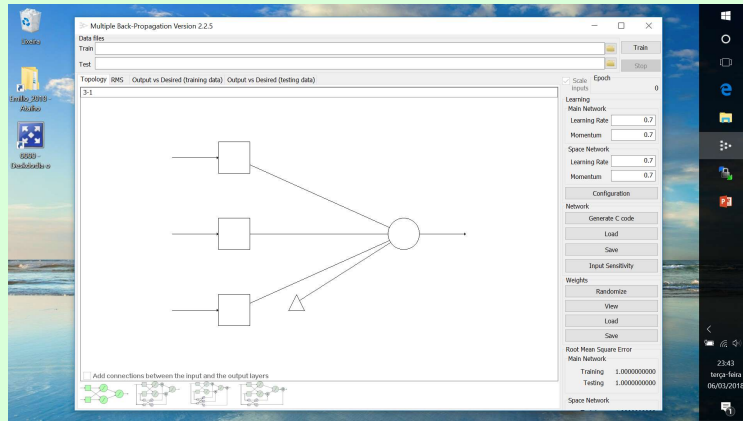 Multiple Back-Propagation Version 2.2.5
Data files
Train
Train
Test
Stop
Topology RMS Output vs Desired (training data) Output vs Desired (testing data)
3-1
Scale Inputs
Epoch
0
Learning
Main Network
Learning Rate 0.7
Momentum 0.7
Space Network
Learning Rate 0.7
Momentum 0.7
Configuration
Network
Generate C code
Load
Save
Input Sensitivity
Weights
Randomize
View
Load
Save
Root Mean Square Error
Main Network
Training 1.0000000000
Testing 1.0000000000
Space Network
Add connections between the input and the output layers
23:43
terça-feira
06/03/2018